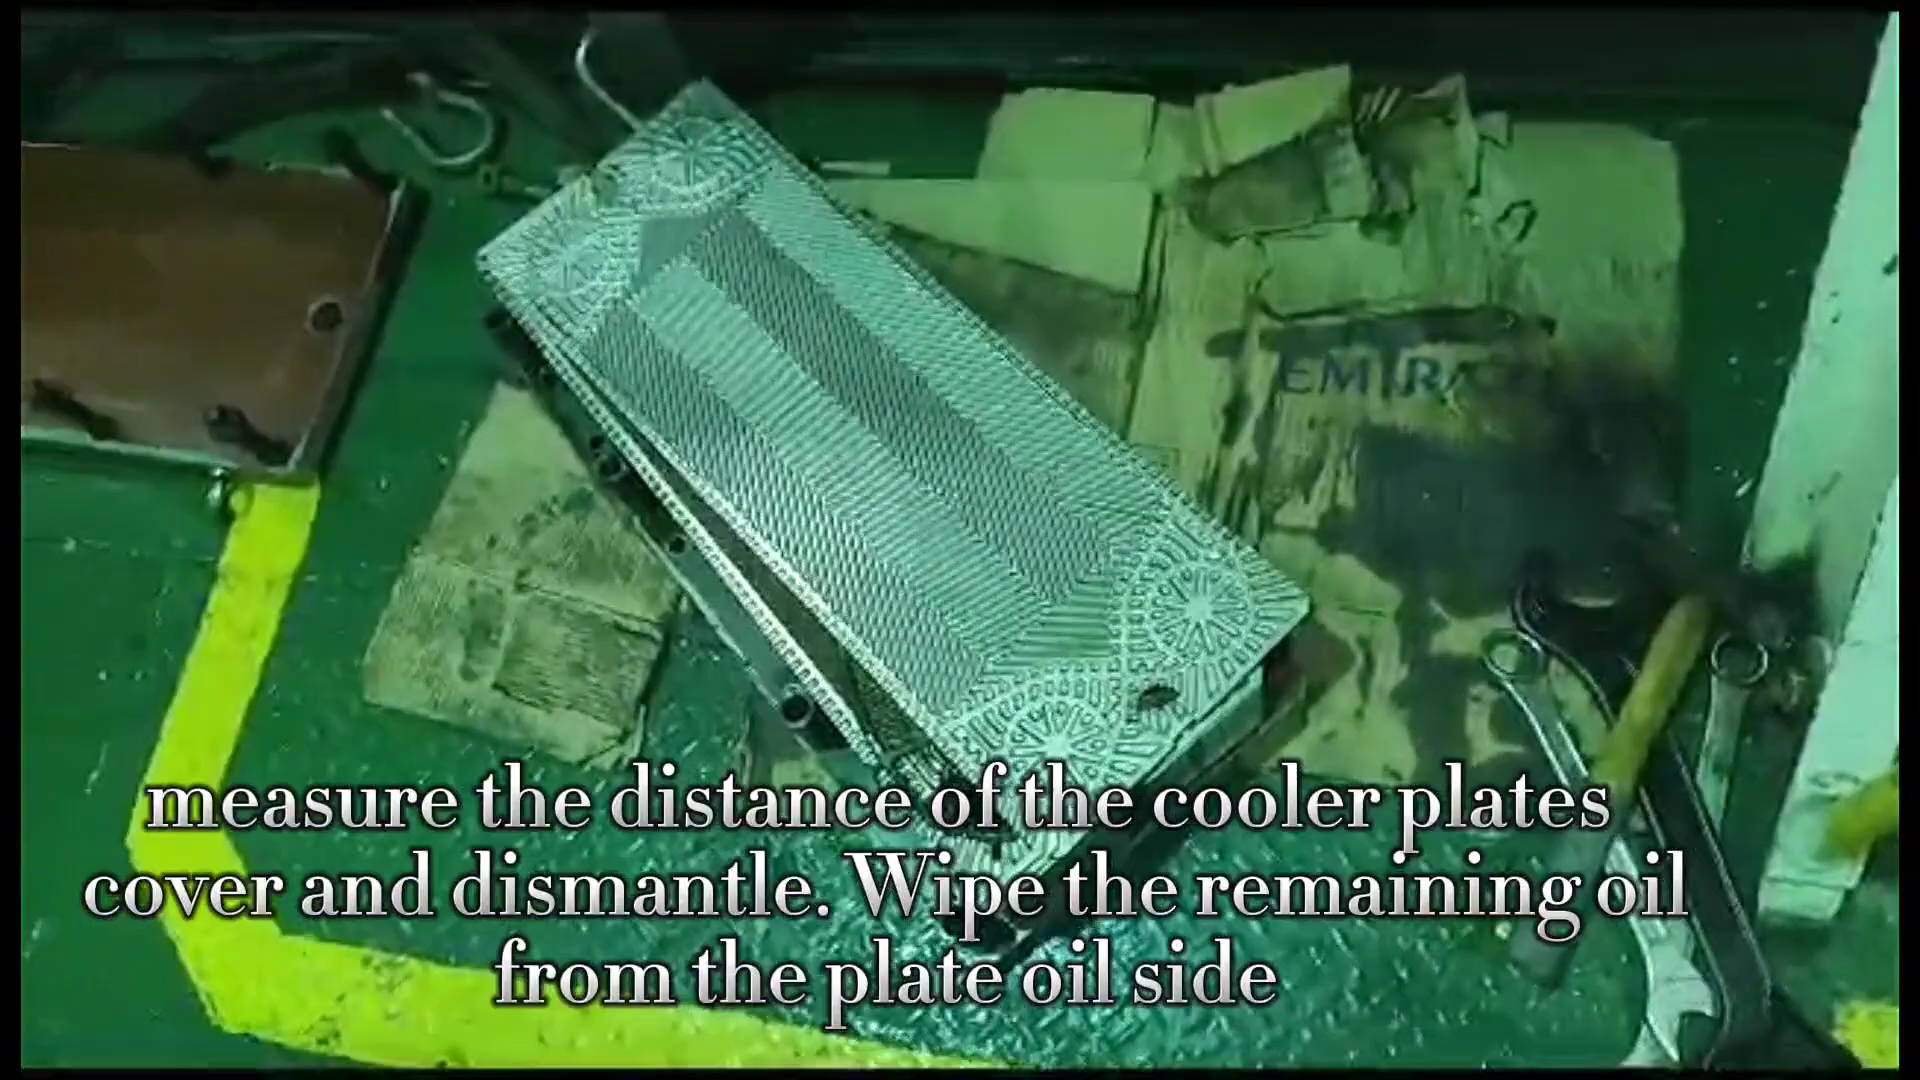 measure the distance of the cooler plates
cover and dismantle. Wipe the remaining oil
from the plate oil side